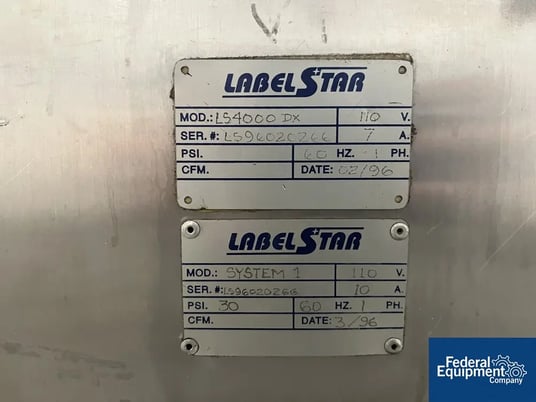 LABELSTAR
MOD.: LS4000 DX 110 V.
SER. #: LS96020266 7 A.
PSI. 60 HZ. 1 PH.
CFM. DATE: 02/96
LABELSTAR
MOD.: SYSTEM 1 110 V.
SER. #: LS96020266 10 A.
PSI. 30 60 HZ. 1 PH.
CFM. DATE: 3/96
Federal
Equipment
Company